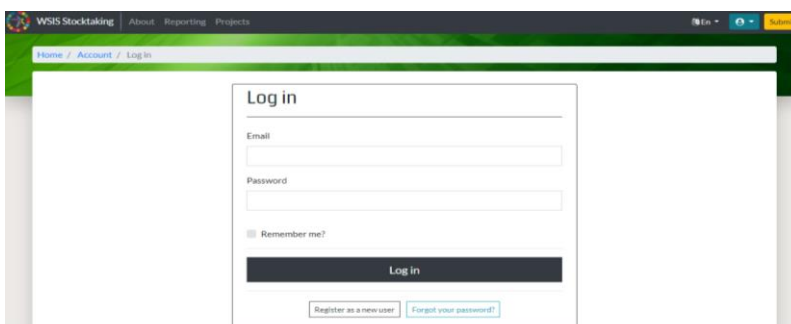 WSIS Stocktaking About Reporting Projects En Submi
Home / Account / Log in
Log in
Email
Password
Remember me?
Log in
Register as a new user Forgot your password?